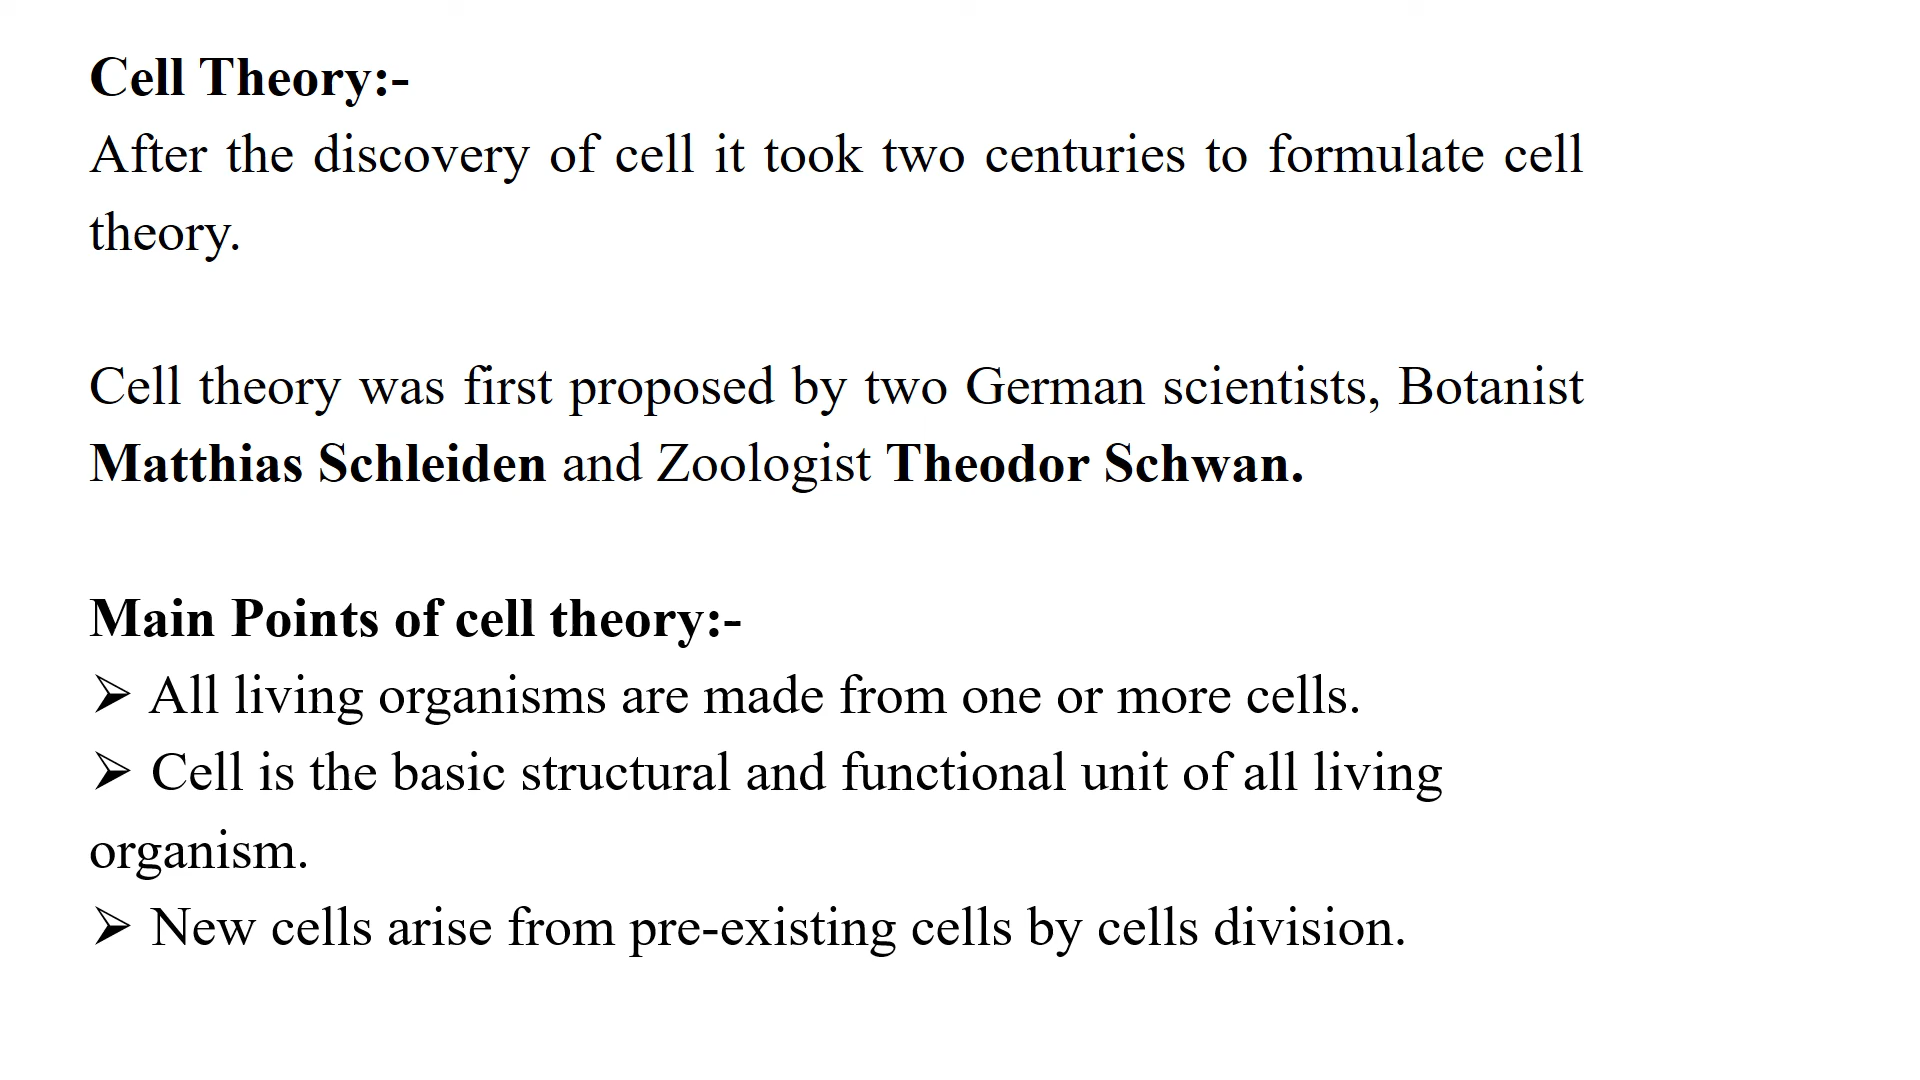 Cell Theory:-
After the discovery of cell it took two centuries to formulate cell
theory.
Cell theory was first proposed by two German scientists, Botanist
Matthias Schleiden and Zoologist Theodor Schwan.
Main Points of cell theory:-
➢ All living organisms are made from one or more cells.
➢ Cell is the basic structural and functional unit of all living
organism.
➢ New cells arise from pre-existing cells by cells division.